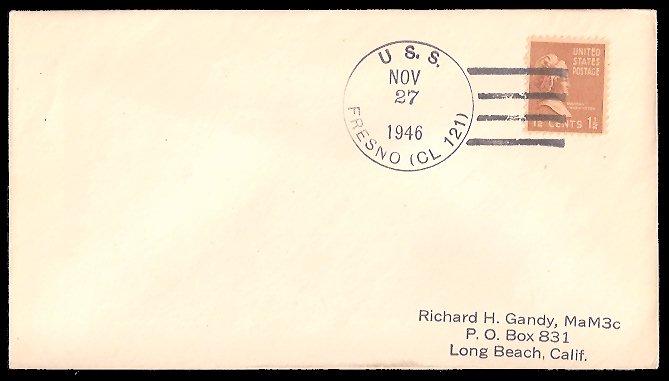 U. S. S.
NOV
27
1946
FRESNO (CL 121)
UNITED
STATES
POSTAGE
1½ CENTS 1½
Richard H. Gandy, MaM3c
P. O. Box 831
Long Beach, Calif.